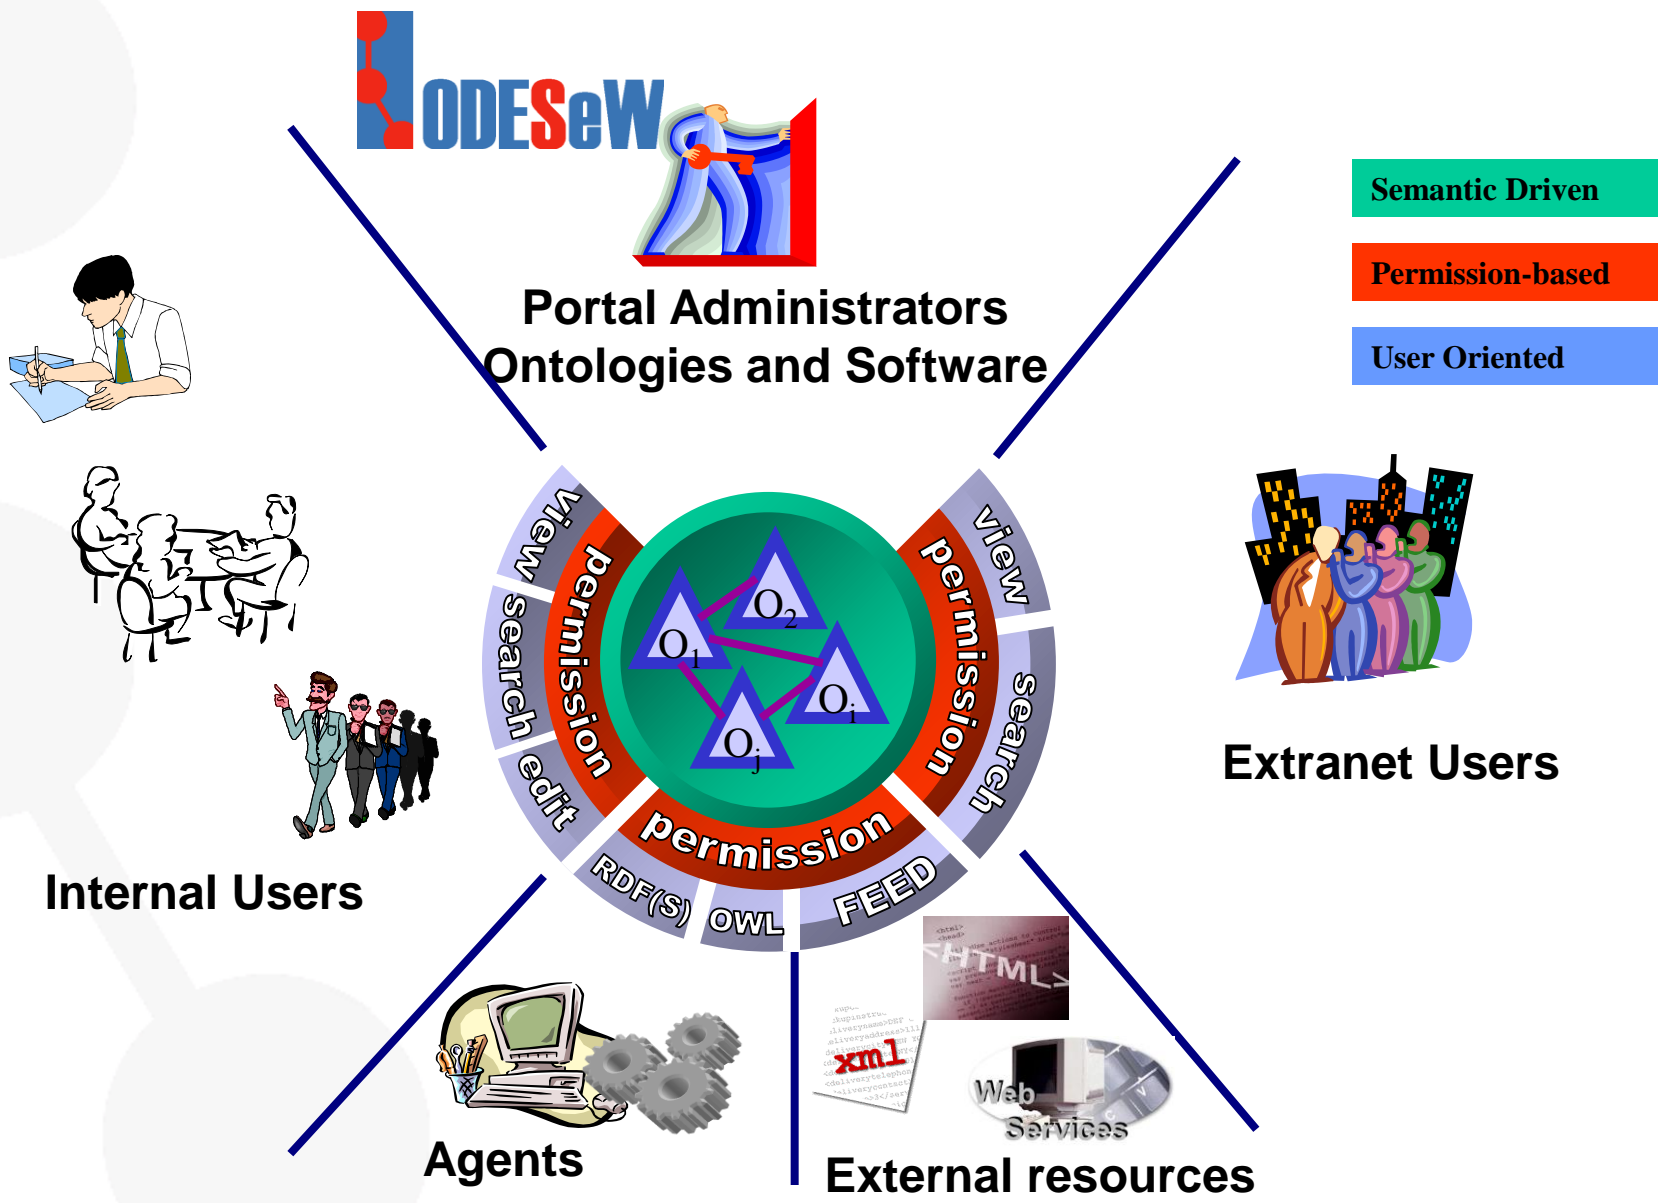 ODESeW
Semantic Driven
Permission-based
User Oriented
Portal Administrators
Ontologies and Software
view
search
edit
permission
O1
O2
Oi
Oj
permission
view
search
permission
RDF(S)
OWL
FEED
Internal Users
Extranet Users
<html>
<head>
<HTML>
xml
Web
Services
Agents
External resources